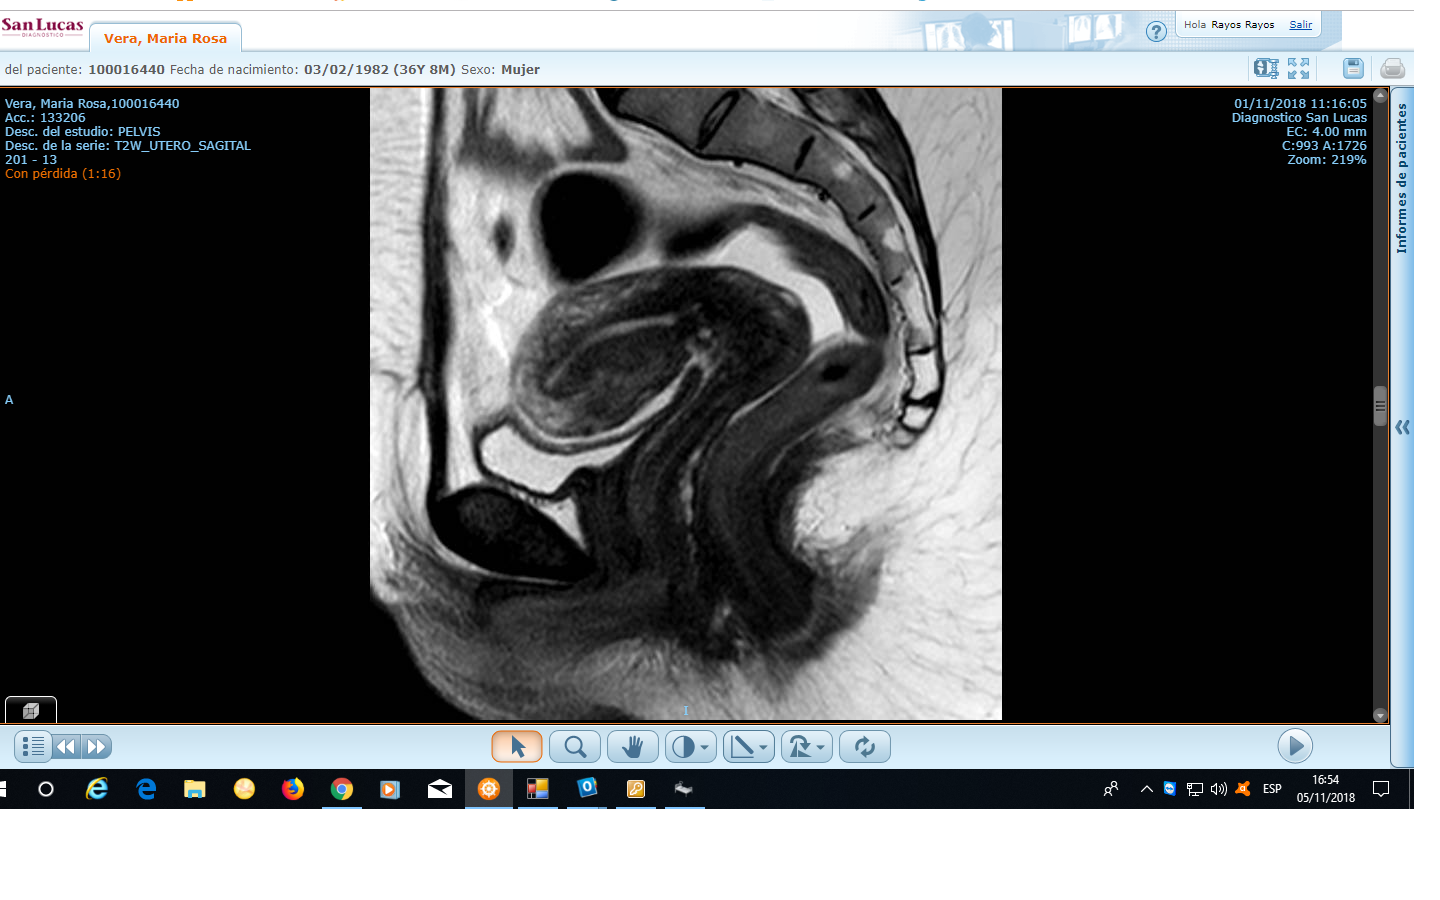 San Lucas
DIAGNOSTICO
Vera, Maria Rosa
? Hola Rayos Rayos Salir
del paciente: 100016440 Fecha de nacimiento: 03/02/1982 (36Y 8M) Sexo: Mujer
Vera, Maria Rosa,100016440
Acc.: 133206
Desc. del estudio: PELVIS
Desc. de la serie: T2W_UTERO_SAGITAL
201 - 13
Con pérdida (1:16)
01/11/2018 11:16:05
Diagnostico San Lucas
EC: 4.00 mm
C:993 A:1726
Zoom: 219%
Informes de pacientes
A
I
ESP
16:54
05/11/2018